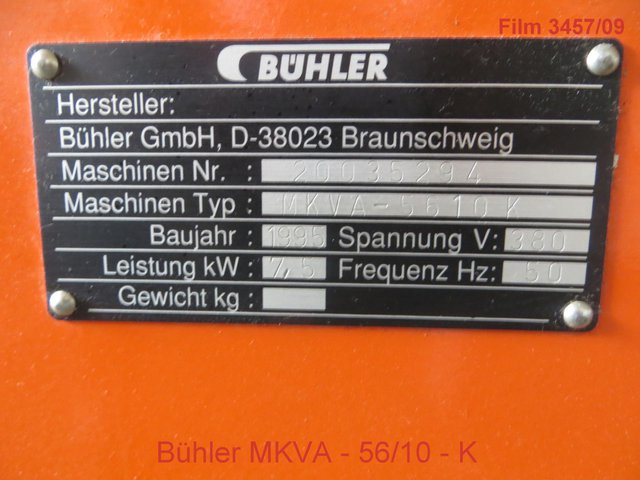 Film 3457/09
BÜHLER
Hersteller:
Bühler GmbH, D-38023 Braunschweig
Maschinen Nr. : 20035294
Maschinen Typ : MKVA-5610K
Baujahr : 1995 Spannung V: 380
Leistung kW : 7,5 Frequenz Hz: 50
Gewicht kg :
Bühler MKVA - 56/10 - K